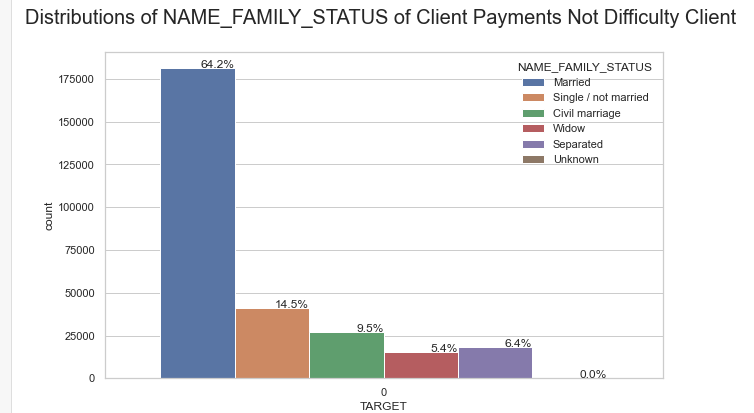 Distributions of NAME_FAMILY_STATUS of Client Payments Not Difficulty Client
NAME_FAMILY_STATUS
Married
Single / not married
Civil marriage
Widow
Separated
Unknown
count
175000
150000
125000
100000
75000
50000
25000
0
64.2%
14.5%
9.5%
5.4%
6.4%
0.0%
0
TARGET